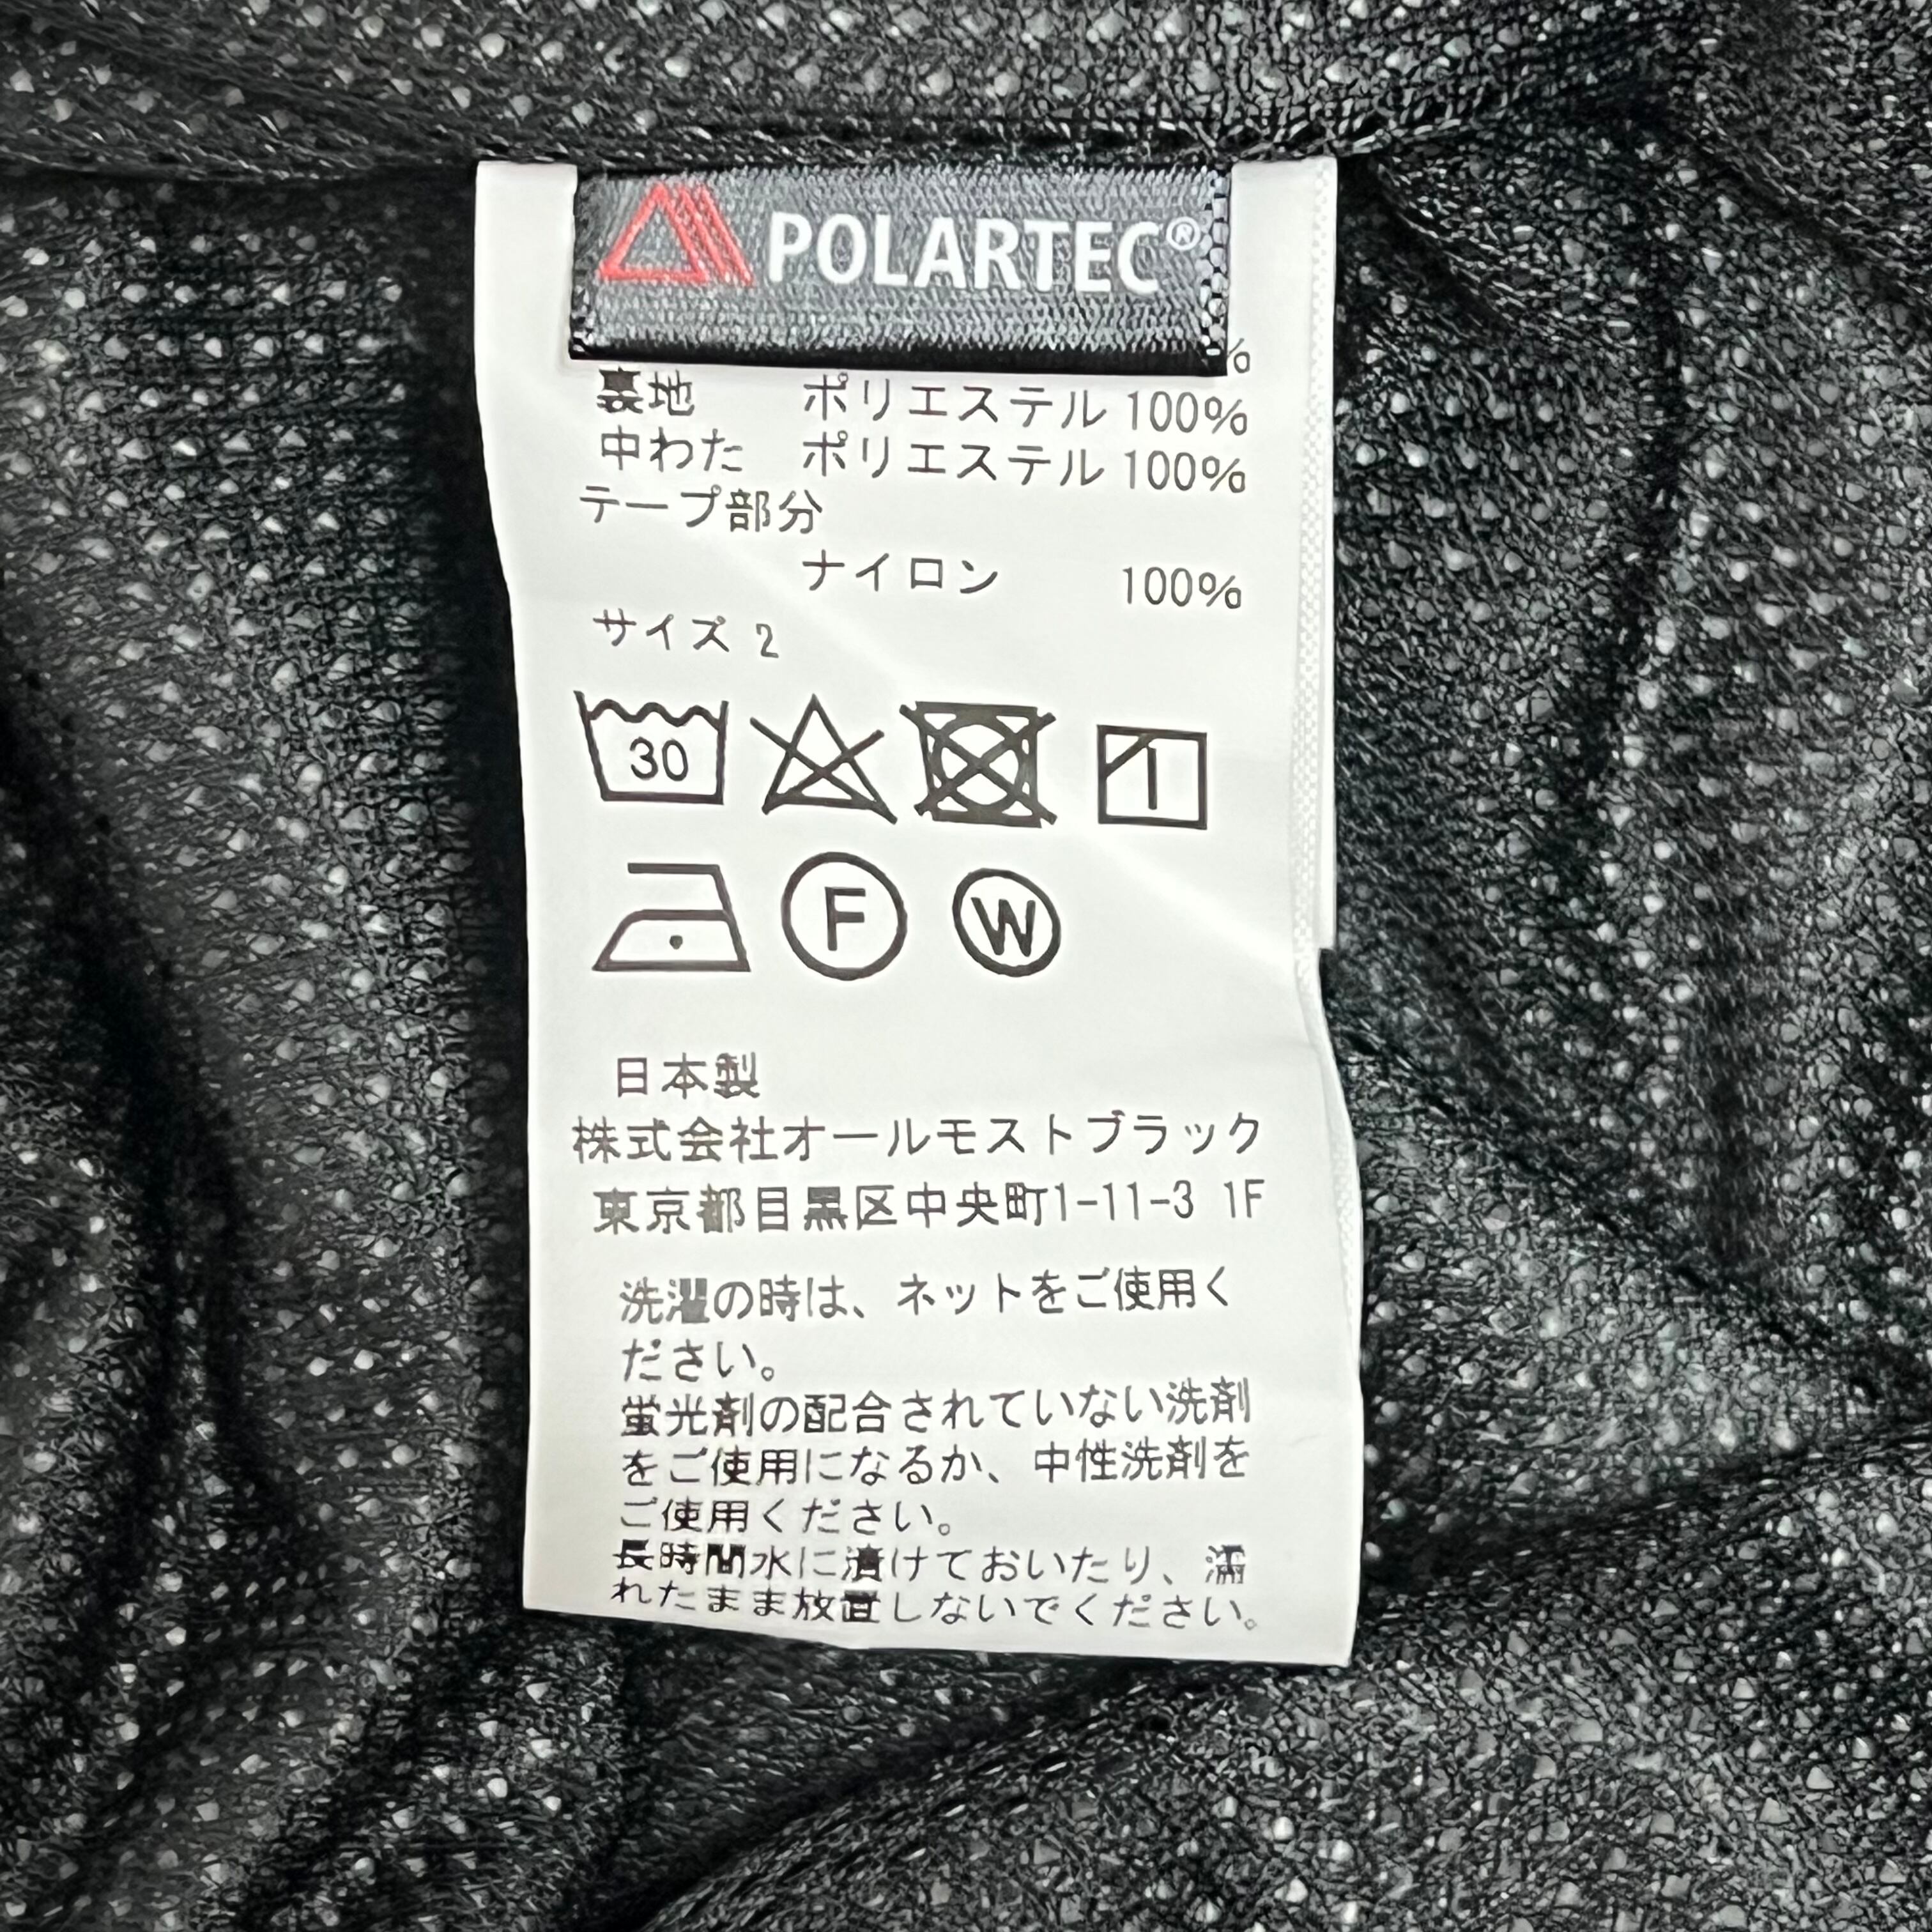 POLARTEC®
%
裏地 ポリエステル 100%
中わた ポリエステル 100%
テープ部分
ナイロン 100%
サイズ 2
30
F W
日本製
株式会社オールモストブラック
東京都目黒区中央町1-11-3 1F
洗濯の時は、ネットをご使用く
ださい。
蛍光剤の配合されていない洗剤
をご使用になるか、中性洗剤を
ご使用ください。
長時間水に漬けておいたり、濡
れたまま放置しないでください。